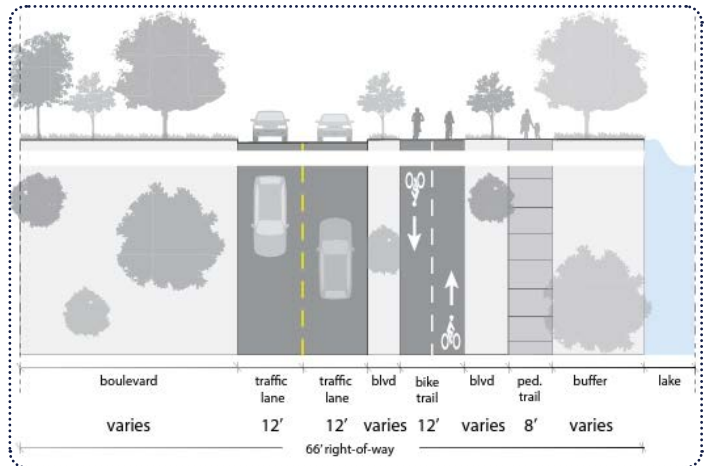 boulevard traffic lane traffic lane blvd bike trail blvd ped. trail buffer lake
varies 12' 12' varies 12' varies 8' varies
66' right-of-way